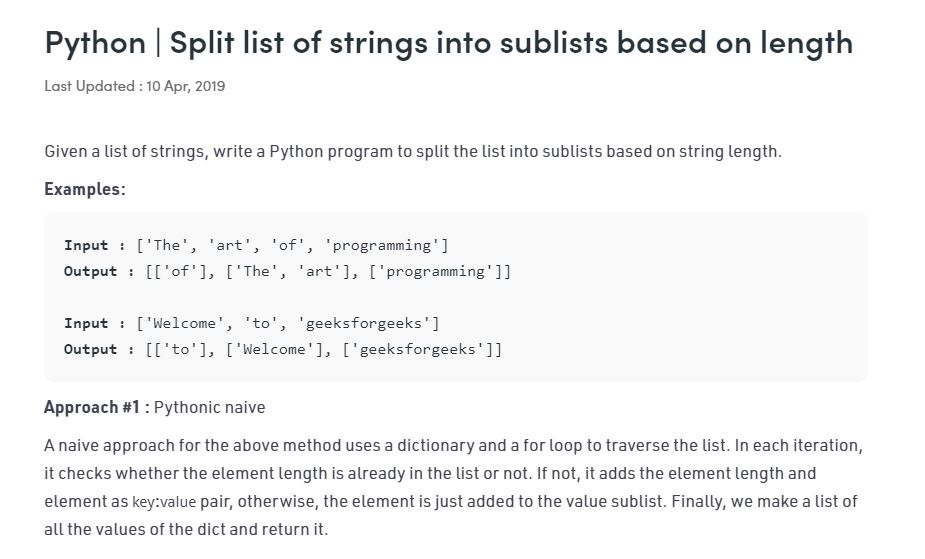 Python | Split list of strings into sublists based on length
Last Updated : 10 Apr, 2019
Given a list of strings, write a Python program to split the list into sublists based on string length.
Examples:
Input : ['The', 'art', 'of', 'programming']
Output : [['of'], ['The', 'art'], ['programming']]
Input : ['Welcome', 'to', 'geeksforgeeks']
Output : [['to'], ['Welcome'], ['geeksforgeeks']]
Approach #1 : Pythonic naive
A naive approach for the above method uses a dictionary and a for loop to traverse the list. In each iteration,
it checks whether the element length is already in the list or not. If not, it adds the element length and
element as key:value pair, otherwise, the element is just added to the value sublist. Finally, we make a list of
all the values of the dict and return it.